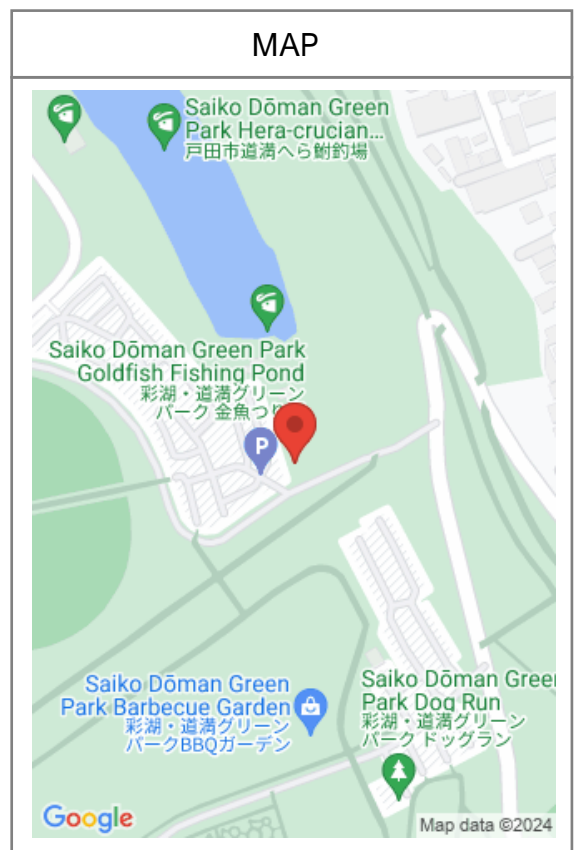 MAP
Saiko Dōman Green
Park Hera-crucian...
戸田市道満へら鮒釣場
Saiko Dōman Green Park
Goldfish Fishing Pond
彩湖・道満グリーン
パーク 金魚つり
P
Saiko Dōman Green
Park Barbecue Garden
彩湖・道満グリーン
パークBBQガーデン
Saiko Dōman Green
Park Dog Run
彩湖・道満グリーン
パーク ドッグラン
Google
Map data ©2024